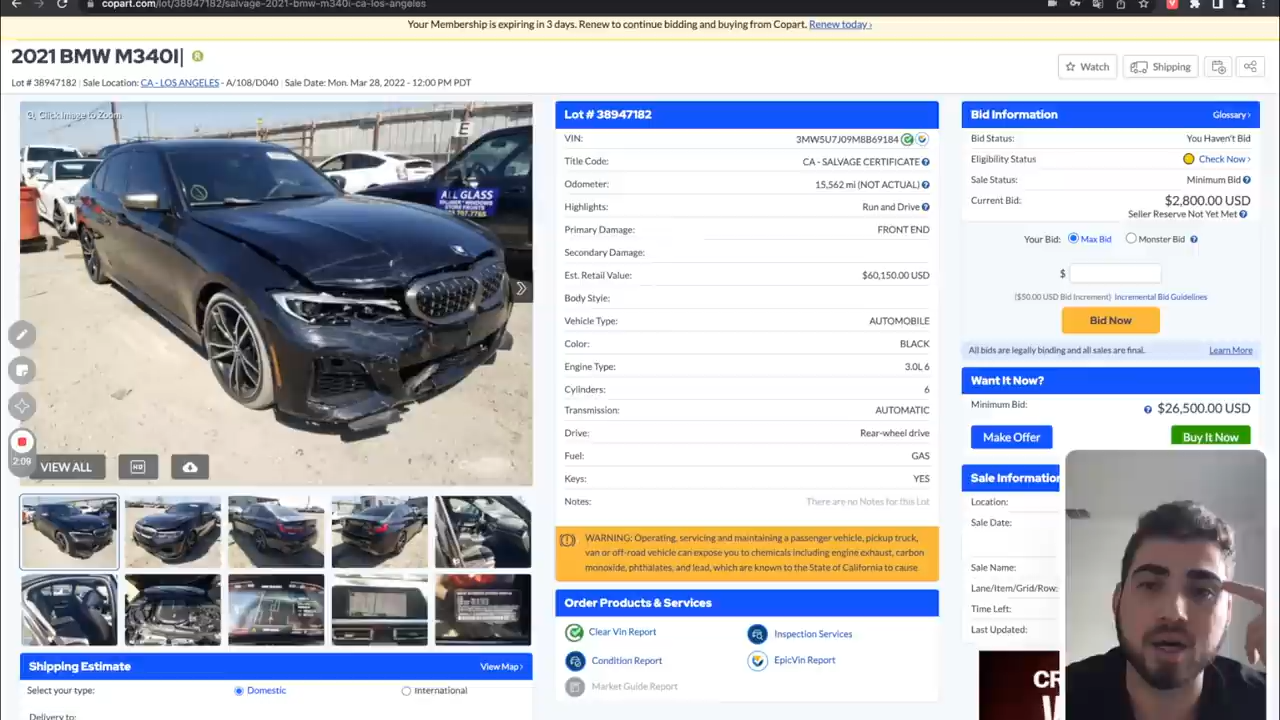 copart.com/lot/38947182/salvage-2021-bmw-m340i-ca-los-angeles
Your Membership is expiring in 3 days. Renew to continue bidding and buying from Copart. Renew today ›
2021 BMW M340I
Lot # 38947182 | Sale Location: CA - LOS ANGELES - A/108/D040 | Sale Date: Mon. Mar 28, 2022 - 12:00 PM PDT
Watch
Shipping
Click Image to Zoom
E
ALL GLASS
VIEW ALL
HD
2:09
Shipping Estimate
View Map ›
Select your type:
Domestic
International
Delivery to:
Lot # 38947182
VIN: 3MW5U7J09M8B69184
Title Code: CA - SALVAGE CERTIFICATE
Odometer: 15,562 mi (NOT ACTUAL)
Highlights: Run and Drive
Primary Damage: FRONT END
Secondary Damage:
Est. Retail Value: $60,150.00 USD
Body Style:
Vehicle Type: AUTOMOBILE
Color: BLACK
Engine Type: 3.0L 6
Cylinders: 6
Transmission: AUTOMATIC
Drive: Rear-wheel drive
Fuel: GAS
Keys: YES
Notes: There are no Notes for this Lot
WARNING: Operating, servicing and maintaining a passenger vehicle, pickup truck,
van or off-road vehicle can expose you to chemicals including engine exhaust, carbon
monoxide, phthalates, and lead, which are known to the State of California to cause
Order Products & Services
Clear Vin Report
Inspection Services
Condition Report
EpicVin Report
Market Guide Report
Bid Information
Glossary ›
Bid Status: You Haven't Bid
Eligibility Status Check Now ›
Sale Status: Minimum Bid
Current Bid: $2,800.00 USD
Seller Reserve Not Yet Met
Your Bid: Max Bid Monster Bid
$
($50.00 USD Bid Increment) Incremental Bid Guidelines
Bid Now
All bids are legally binding and all sales are final. Learn More
Want It Now?
Minimum Bid: $26,500.00 USD
Make Offer
Buy It Now
Sale Information
Location:
Sale Date:
Sale Name:
Lane/Item/Grid/Row:
Time Left:
Last Updated: